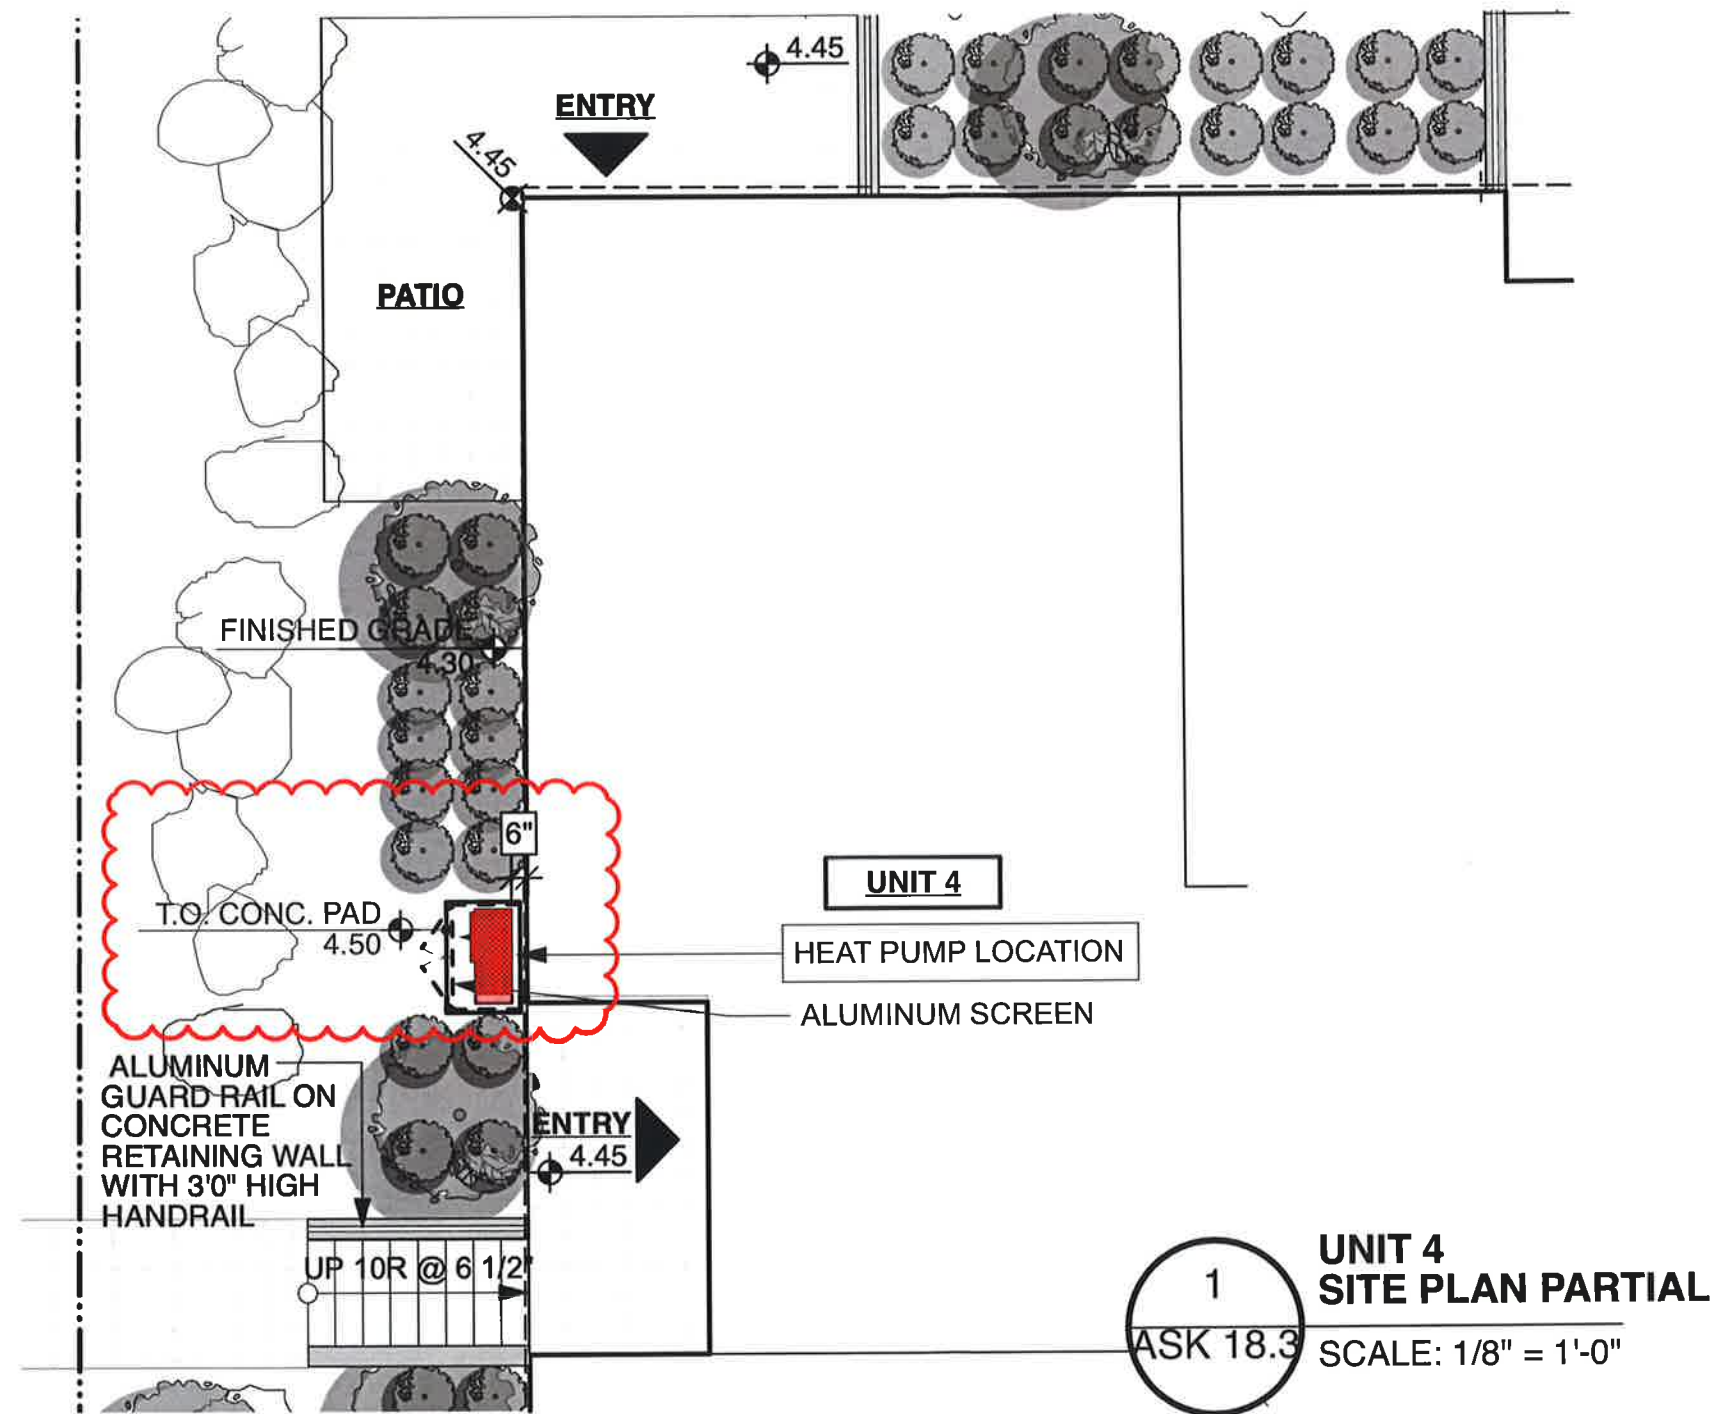 4.45
ENTRY
4.45
PATIO
FINISHED GRADE
4.30
6"
UNIT 4
T.O. CONC. PAD
4.50
HEAT PUMP LOCATION
ALUMINUM SCREEN
ALUMINUM
GUARD RAIL ON
CONCRETE
RETAINING WALL
WITH 3'0" HIGH
HANDRAIL
ENTRY
4.45
UP 10R @ 6 1/2"
1
ASK 18.3
UNIT 4
SITE PLAN PARTIAL
SCALE: 1/8" = 1'-0"